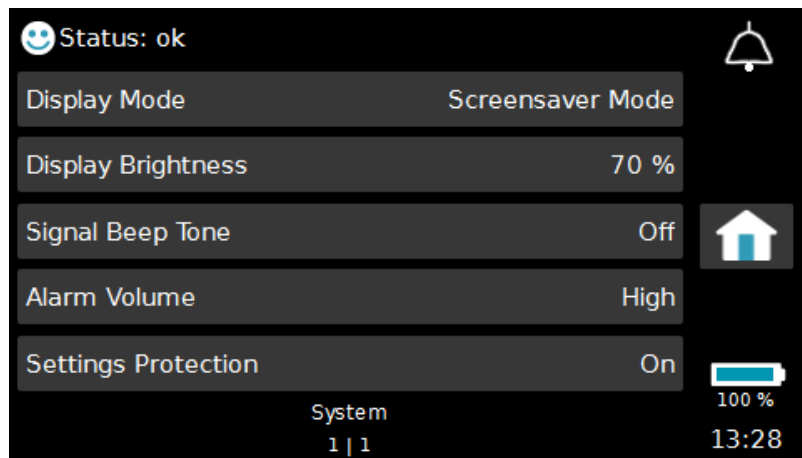 Status: ok
Display Mode Screensaver Mode
Display Brightness 70 %
Signal Beep Tone Off
Alarm Volume High
Settings Protection On
System
1 | 1
100 %
13:28